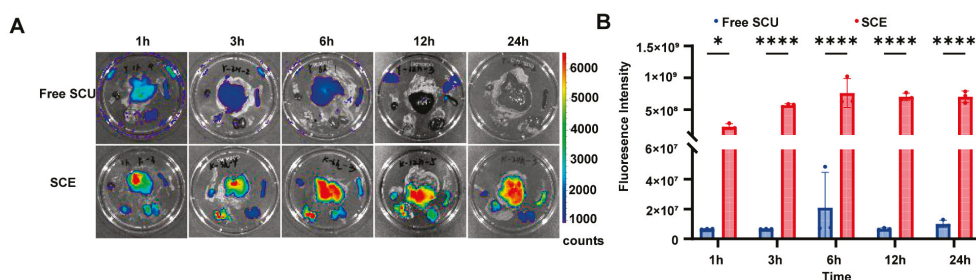 A
1h 3h 6h 12h 24h
Free SCU
SCE
6000
5000
4000
3000
2000
1000
counts
B
Free SCU SCE
Fluoresence Intensity
1.5×10⁹
1×10⁹
5×10⁸
6×10⁷
4×10⁷
2×10⁷
0
* **** **** **** ****
1h 3h 6h 12h 24h
Time